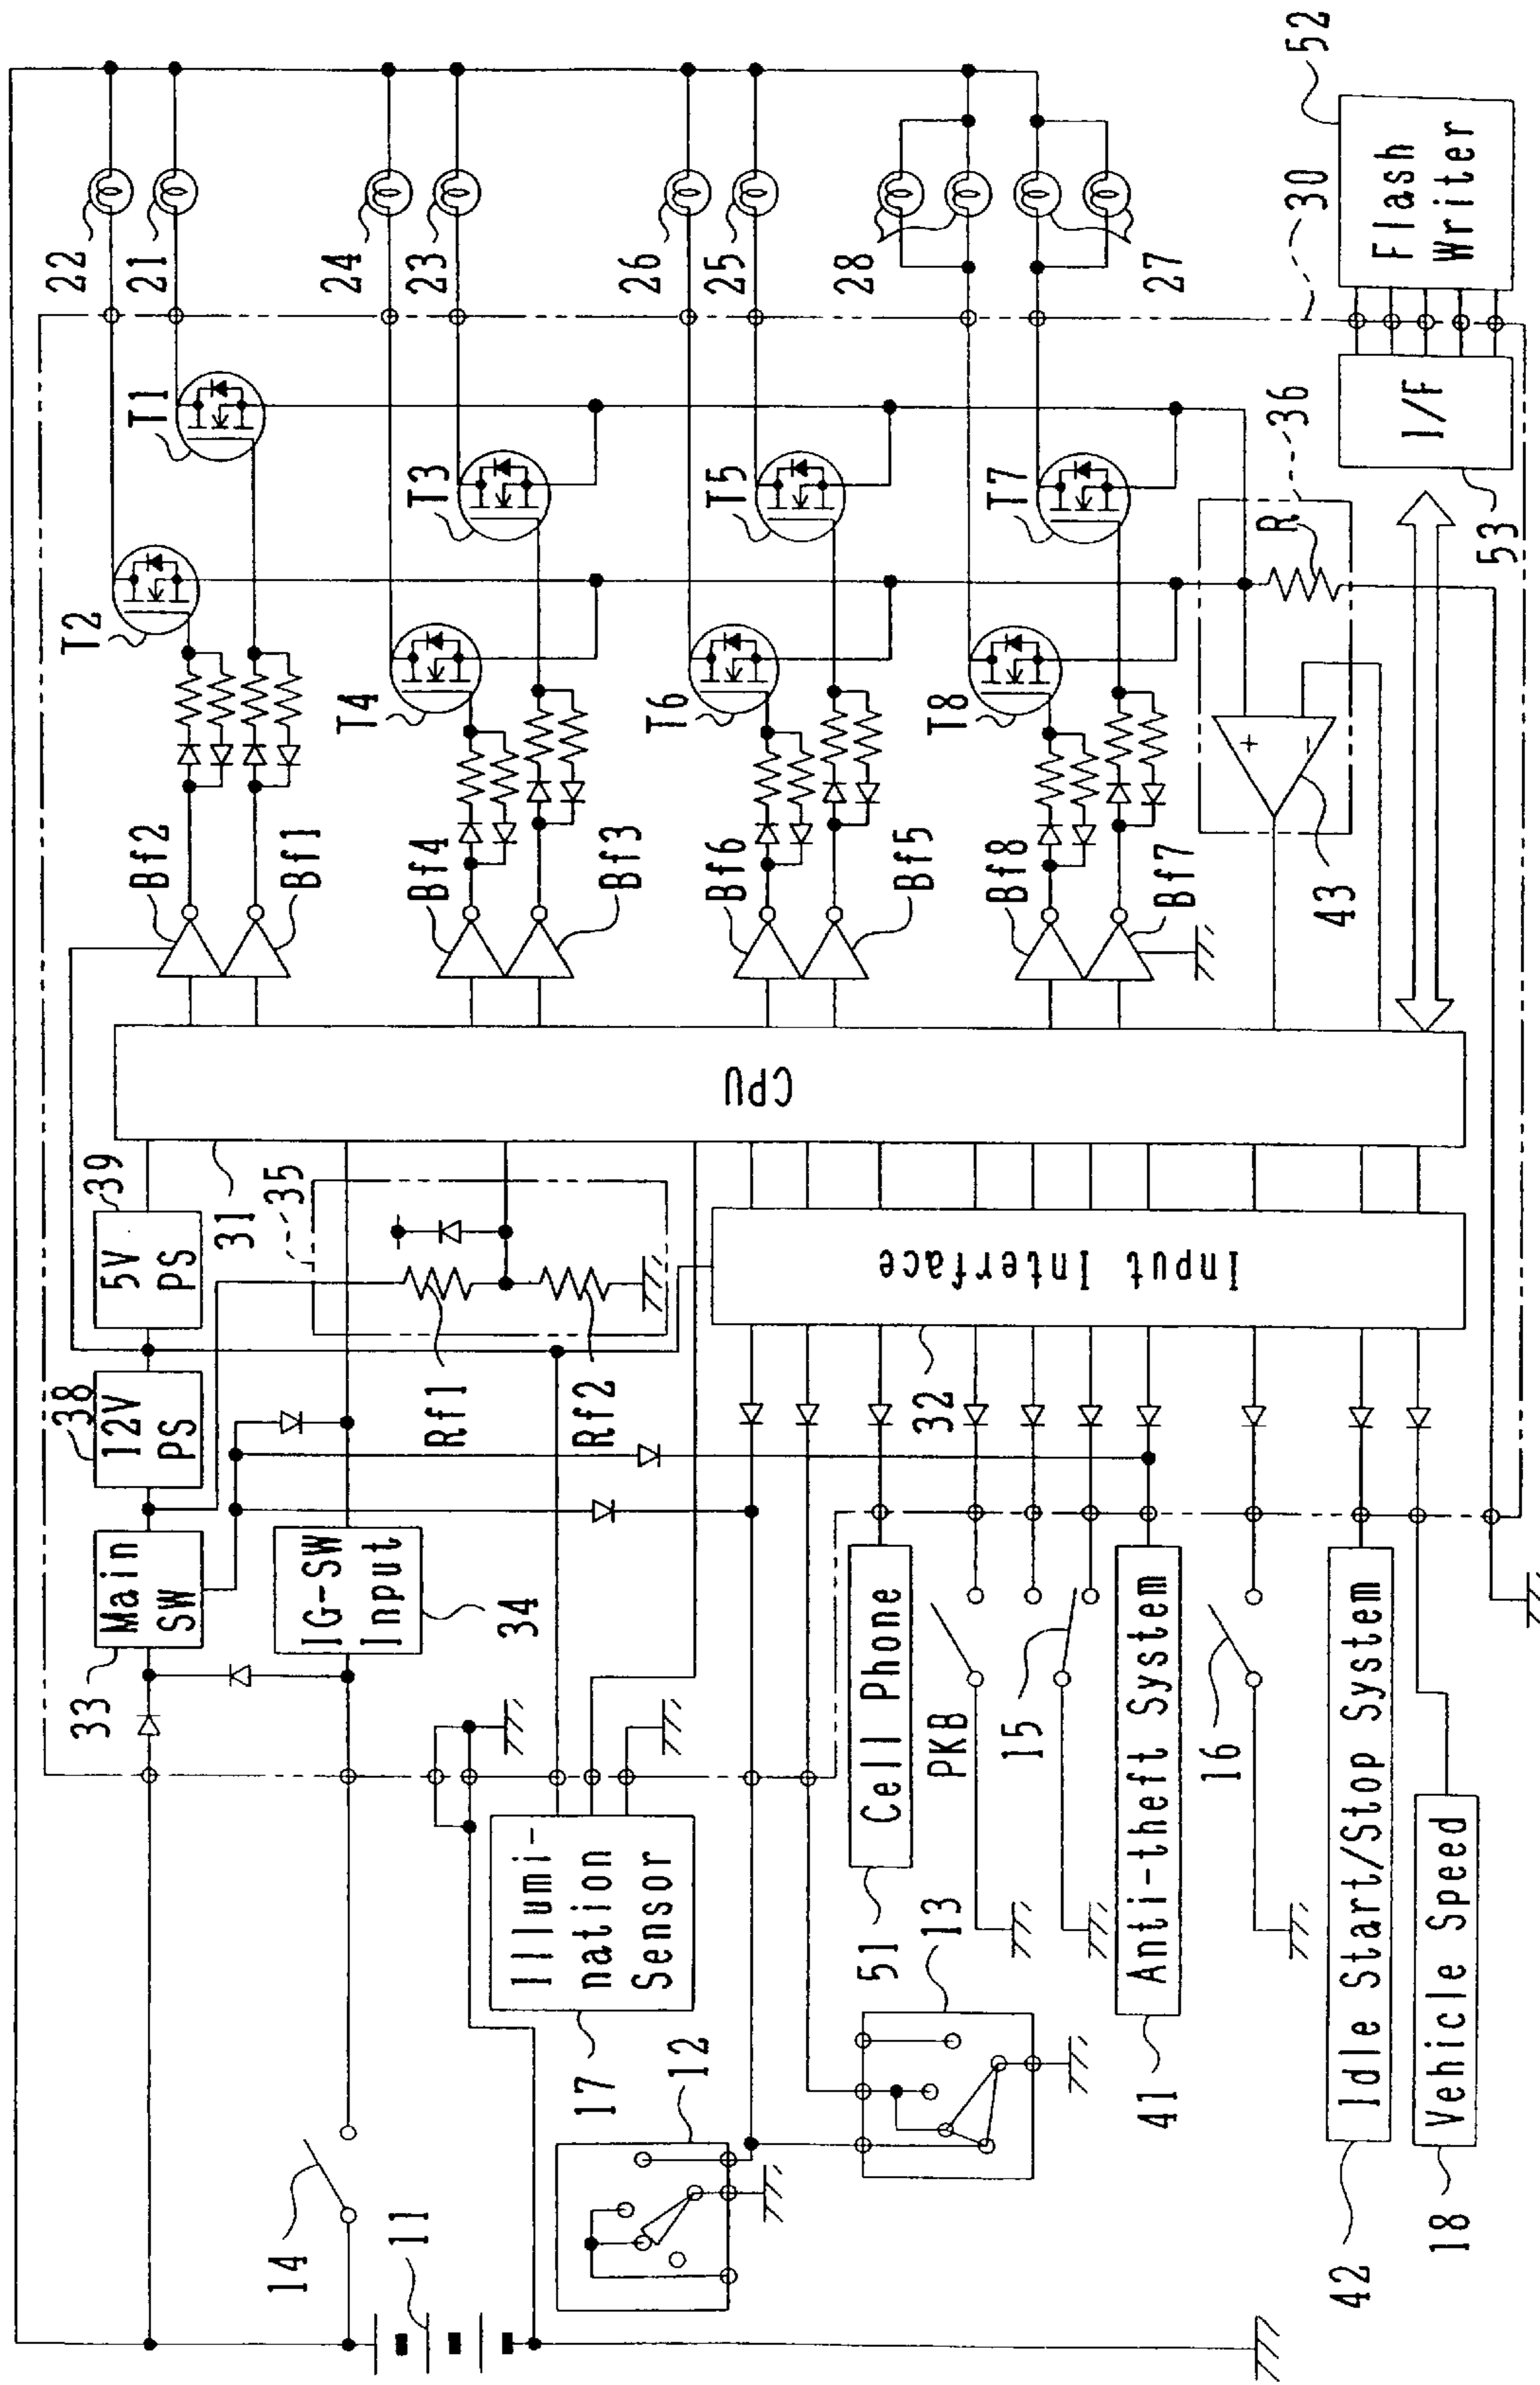 22
21
24
23
26
25
28
27
52
Flash
Writer
30
T1
T2
T3
T4
T5
T6
T7
T8
36
R
I/F
53
Bf2
Bf1
Bf4
Bf3
Bf6
Bf5
Bf8
Bf7
+
−
43
CPU
31
39
5V
PS
35
38
12V
PS
Rf1
Rf2
Input Interface
32
33
Main
SW
IG-SW
Input
34
14
11
Illumi-
nation
Sensor
17
12
Cell Phone
51
13
PKB
15
Anti-theft System
41
16
Idle Start/Stop System
42
Vehicle Speed
18